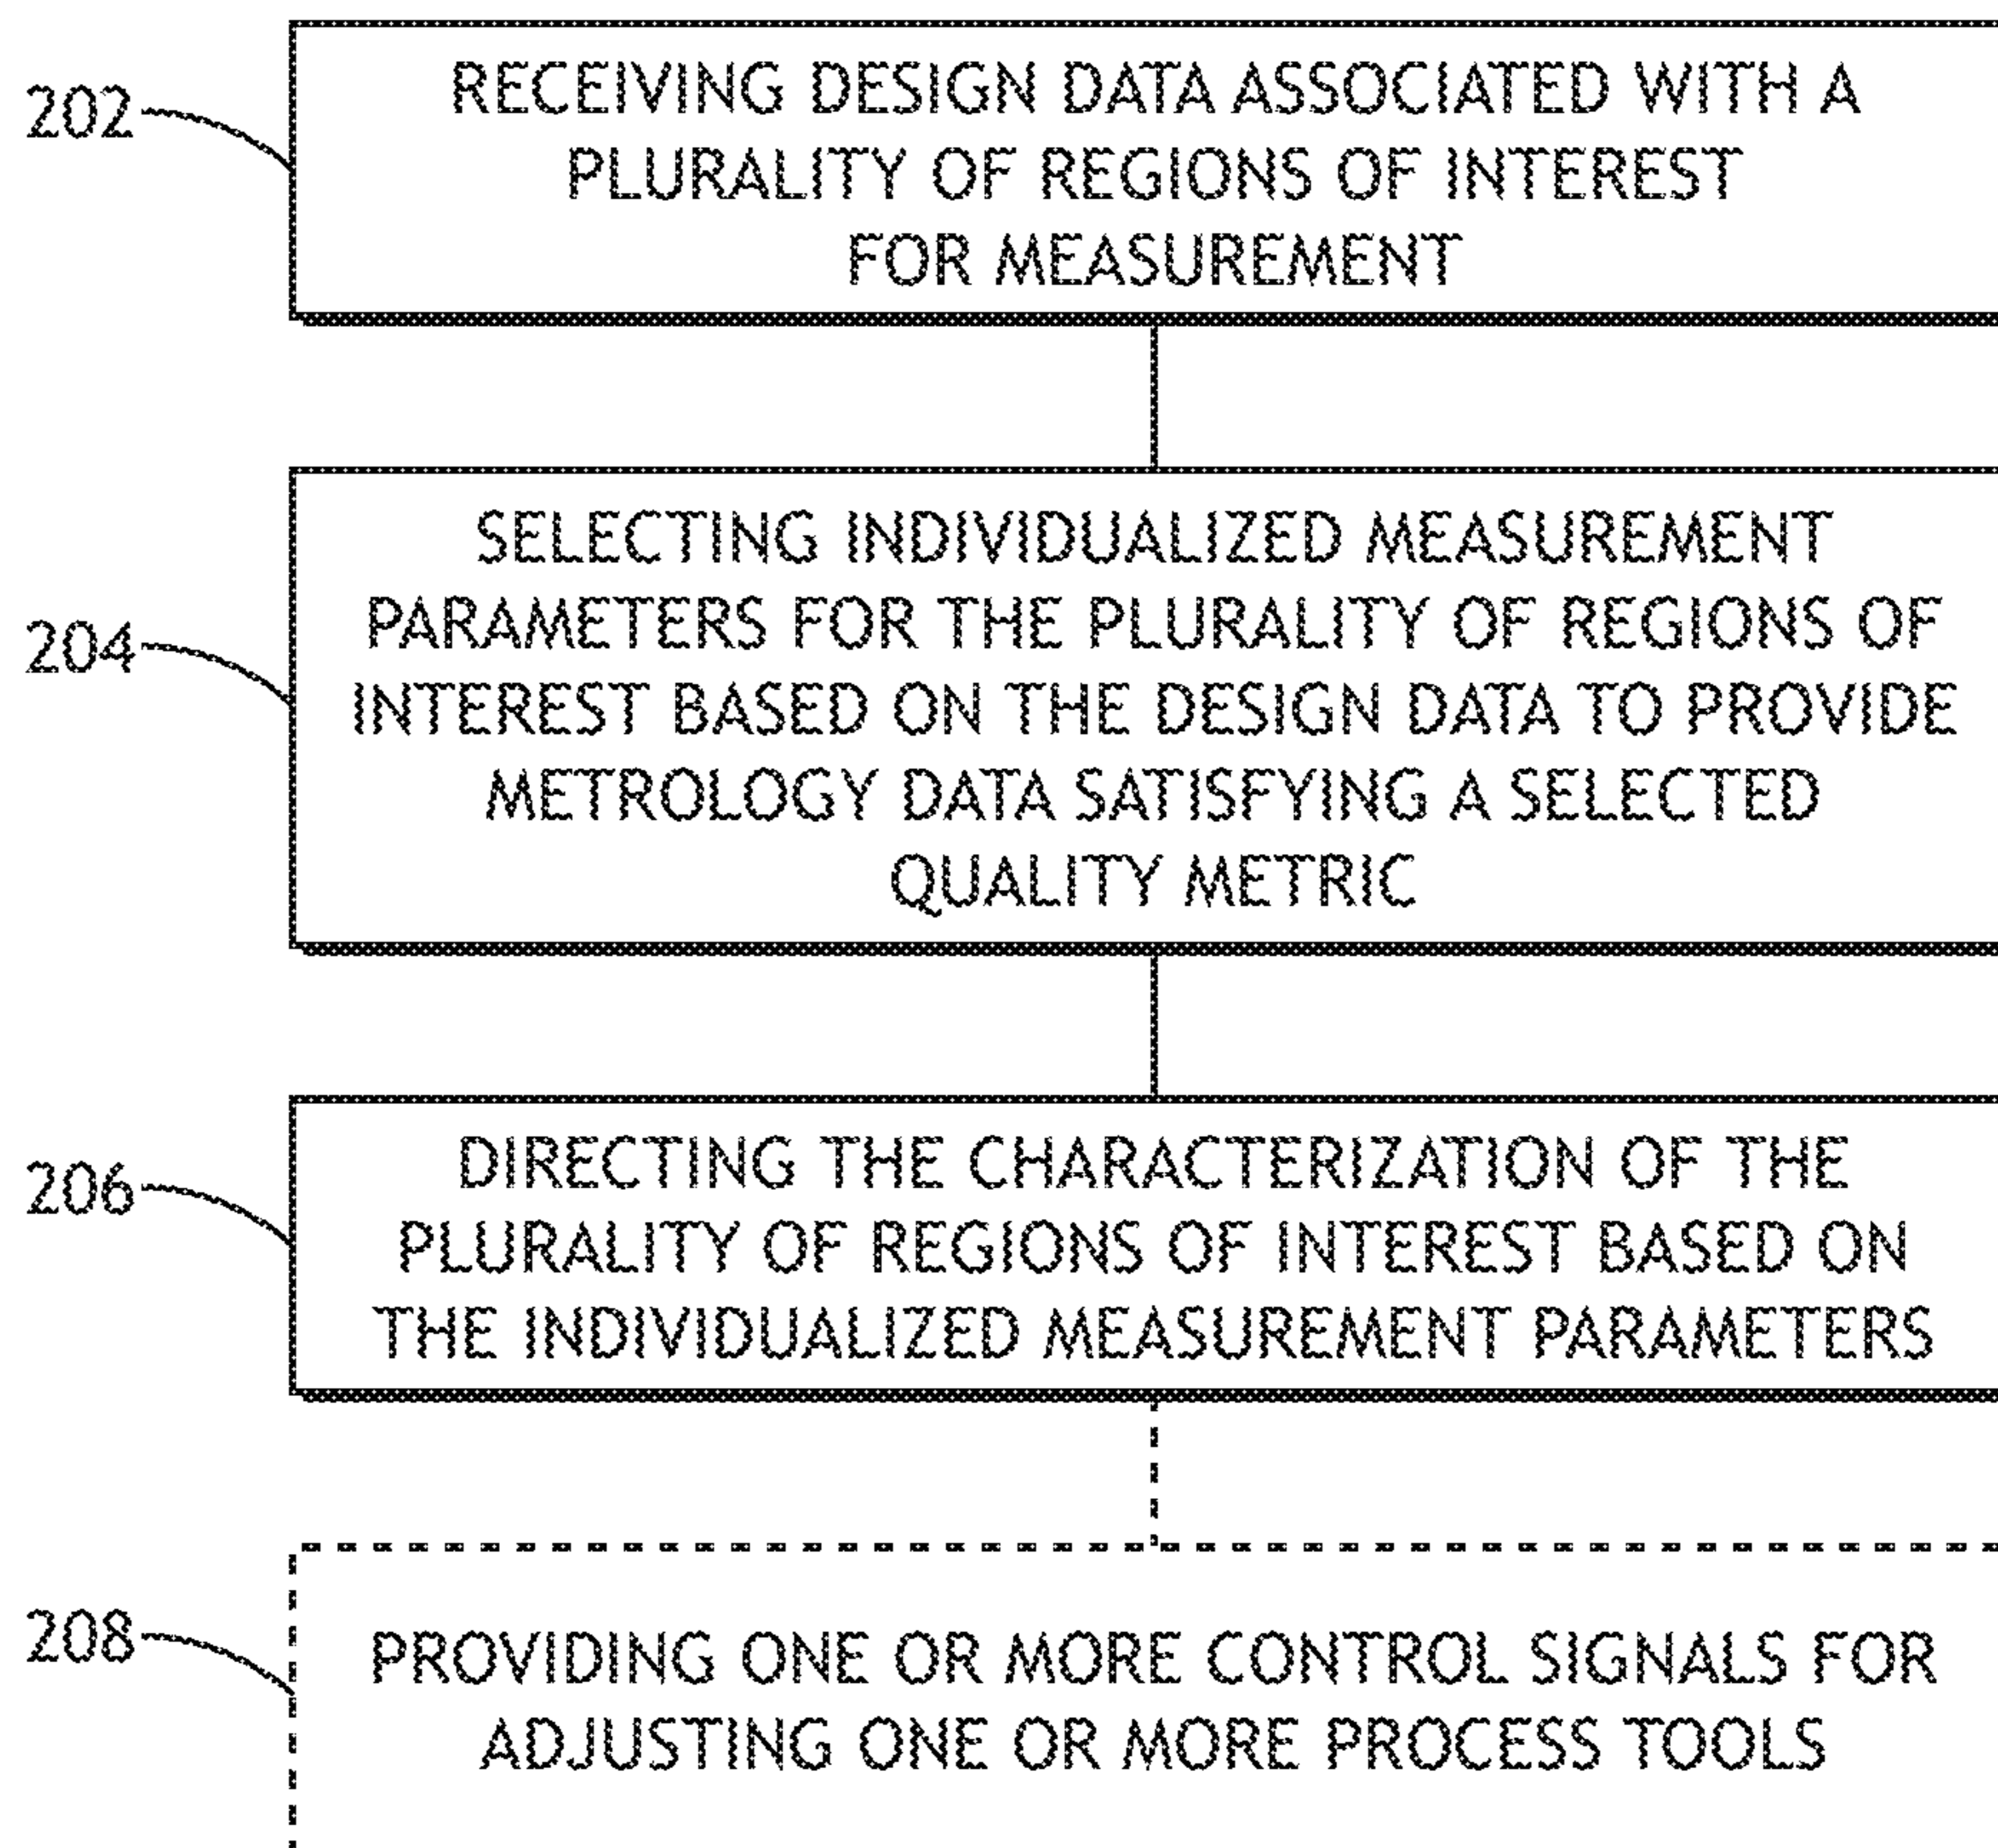 202
RECEIVING DESIGN DATA ASSOCIATED WITH A
PLURALITY OF REGIONS OF INTEREST
FOR MEASUREMENT
204
SELECTING INDIVIDUALIZED MEASUREMENT
PARAMETERS FOR THE PLURALITY OF REGIONS OF
INTEREST BASED ON THE DESIGN DATA TO PROVIDE
METROLOGY DATA SATISFYING A SELECTED
QUALITY METRIC
206
DIRECTING THE CHARACTERIZATION OF THE
PLURALITY OF REGIONS OF INTEREST BASED ON
THE INDIVIDUALIZED MEASUREMENT PARAMETERS
208
PROVIDING ONE OR MORE CONTROL SIGNALS FOR
ADJUSTING ONE OR MORE PROCESS TOOLS